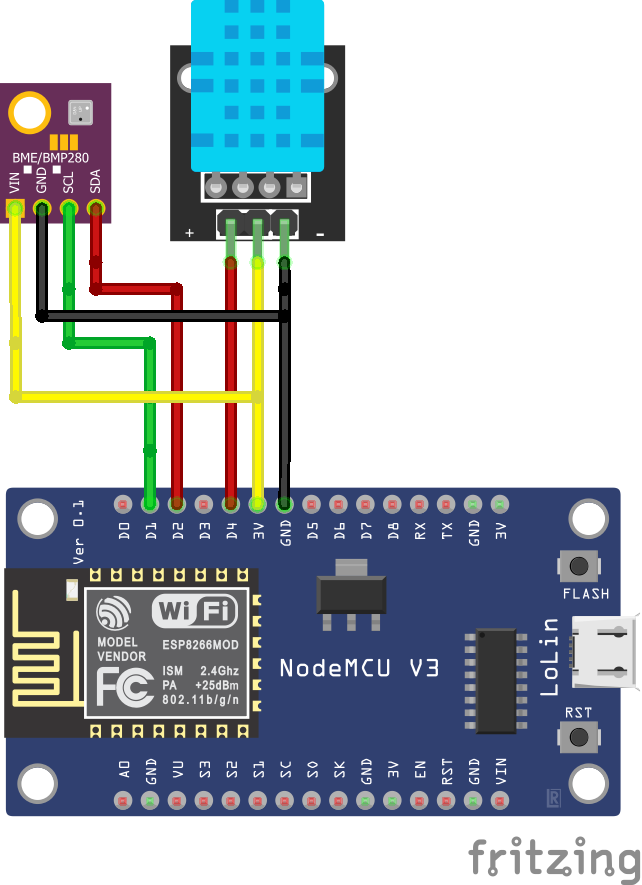 BME/BMP280
VIN
GND
SCL
SDA
+ -
Ver 0.1
D0
D1
D2
D3
D4
3V
GND
D5
D6
D7
D8
RX
TX
GND
3V
FLASH
WiFi
MODEL ESP8266MOD
VENDOR
FC
ISM 2.4Ghz
PA +25dBm
802.11b/g/n
NodeMCU V3
LoLin
RST
A0
GND
VU
S3
S2
S1
SC
S0
SK
GND
3V
EN
RST
GND
VIN
fritzing